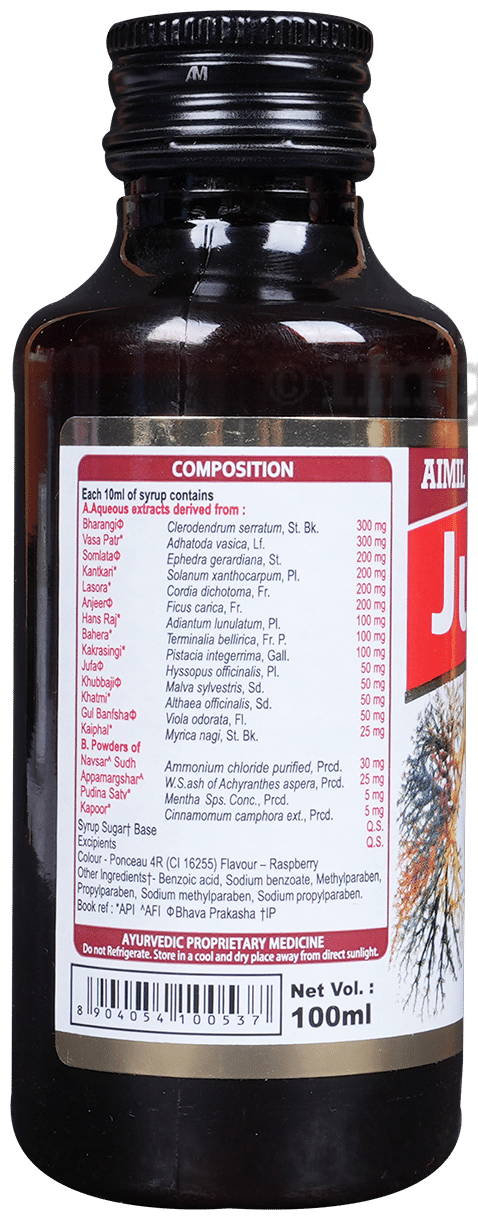 AM
AIMIL
Ju
COMPOSITION
Each 10ml of syrup contains
A.Aqueous extracts derived from :
BharangiΦ Clerodendrum serratum, St. Bk. 300 mg
Vasa Patr* Adhatoda vasica, Lf. 300 mg
SomlataΦ Ephedra gerardiana, St. 200 mg
Kantkari* Solanum xanthocarpum, Pl. 200 mg
Lasora* Cordia dichotoma, Fr. 200 mg
AnjeerΦ Ficus carica, Fr. 200 mg
Hans Raj* Adiantum lunulatum, Pl. 100 mg
Bahera* Terminalia bellirica, Fr. P. 100 mg
Kakrasingi* Pistacia integerrima, Gall. 100 mg
JufaΦ Hyssopus officinalis, Pl. 50 mg
KhubbajiΦ Malva sylvestris, Sd. 50 mg
Khatmi* Althaea officinalis, Sd. 50 mg
Gul BanfshaΦ Viola odorata, Fl. 50 mg
Kaiphal* Myrica nagi, St. Bk. 25 mg
B. Powders of
Navsar^ Sudh Ammonium chloride purified, Prcd. 30 mg
Appamargshar^ W.S.ash of Achyranthes aspera, Prcd. 25 mg
Pudina Satv* Mentha Sps. Conc., Prcd. 5 mg
Kapoor* Cinnamomum camphora ext., Prcd. 5 mg
Syrup Sugar† Base Q.S.
Excipients Q.S.
Colour - Ponceau 4R (CI 16255) Flavour – Raspberry
Other Ingredients†- Benzoic acid, Sodium benzoate, Methylparaben,
Propylparaben, Sodium methylparaben, Sodium propylparaben.
Book ref : *API ^AFI ΦBhava Prakasha †IP
AYURVEDIC PROPRIETARY MEDICINE
Do not Refrigerate. Store in a cool and dry place away from direct sunlight.
8 904054 100537
Net Vol. :
100ml